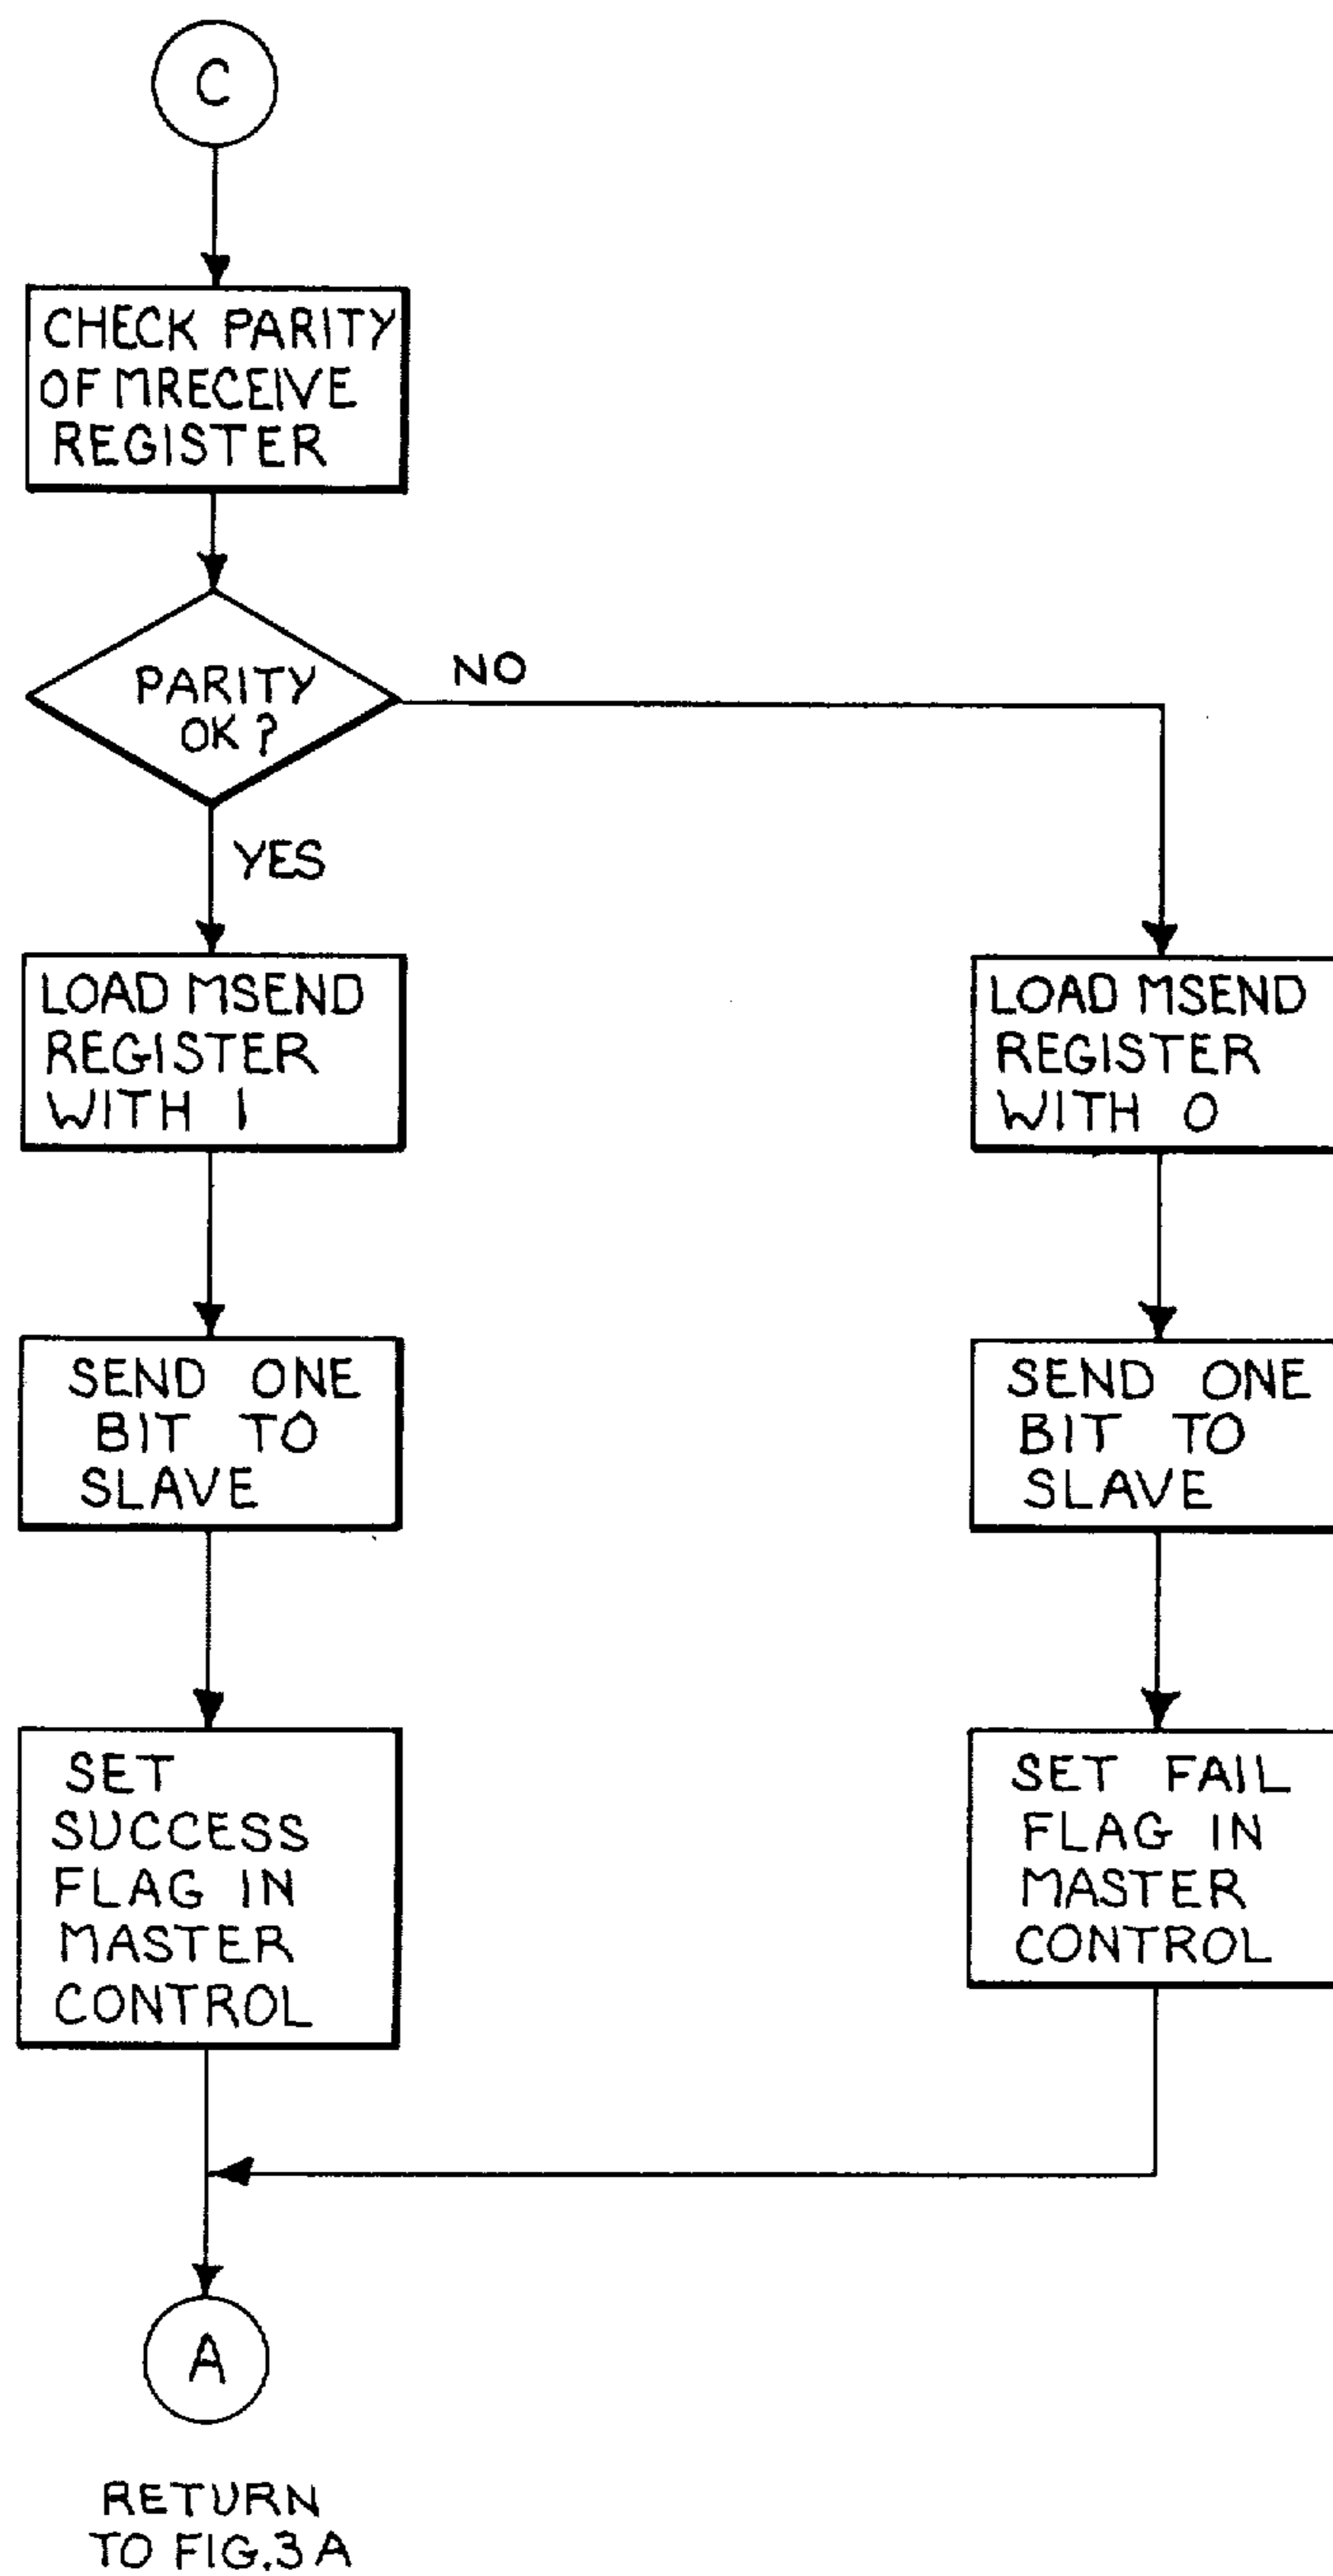 C
CHECK PARITY
OF MRECEIVE
REGISTER
PARITY
OK?
NO
YES
LOAD MSEND
REGISTER
WITH 1
LOAD MSEND
REGISTER
WITH 0
SEND ONE
BIT TO
SLAVE
SEND ONE
BIT TO
SLAVE
SET
SUCCESS
FLAG IN
MASTER
CONTROL
SET FAIL
FLAG IN
MASTER
CONTROL
A
RETURN
TO FIG.3A